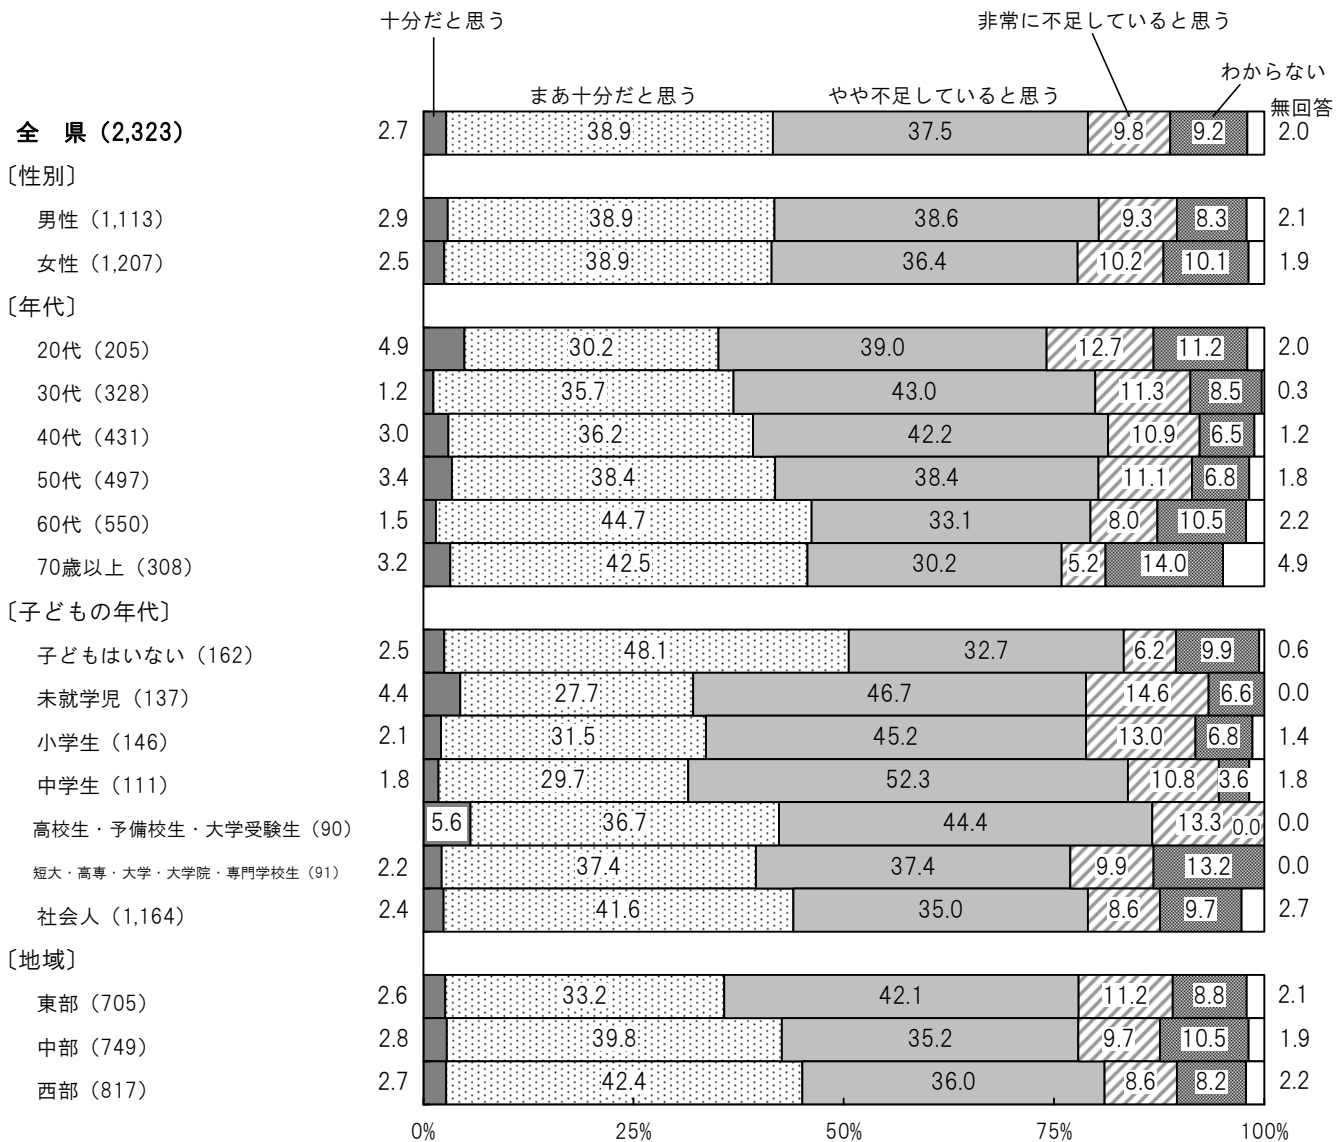 十分だと思う
非常に不足していると思う
わからない
まあ十分だと思う
やや不足していると思う
無回答
全　県（2,323） 2.7 38.9 37.5 9.8 9.2 2.0
〔性別〕
男性（1,113） 2.9 38.9 38.6 9.3 8.3 2.1
女性（1,207） 2.5 38.9 36.4 10.2 10.1 1.9
〔年代〕
20代（205） 4.9 30.2 39.0 12.7 11.2 2.0
30代（328） 1.2 35.7 43.0 11.3 8.5 0.3
40代（431） 3.0 36.2 42.2 10.9 6.5 1.2
50代（497） 3.4 38.4 38.4 11.1 6.8 1.8
60代（550） 1.5 44.7 33.1 8.0 10.5 2.2
70歳以上（308） 3.2 42.5 30.2 5.2 14.0 4.9
〔子どもの年代〕
子どもはいない（162） 2.5 48.1 32.7 6.2 9.9 0.6
未就学児（137） 4.4 27.7 46.7 14.6 6.6 0.0
小学生（146） 2.1 31.5 45.2 13.0 6.8 1.4
中学生（111） 1.8 29.7 52.3 10.8 3.6 1.8
高校生・予備校生・大学受験生（90） 5.6 36.7 44.4 13.3 0.0 0.0
短大・高専・大学・大学院・専門学校生（91） 2.2 37.4 37.4 9.9 13.2 0.0
社会人（1,164） 2.4 41.6 35.0 8.6 9.7 2.7
〔地域〕
東部（705） 2.6 33.2 42.1 11.2 8.8 2.1
中部（749） 2.8 39.8 35.2 9.7 10.5 1.9
西部（817） 2.7 42.4 36.0 8.6 8.2 2.2
0% 25% 50% 75% 100%